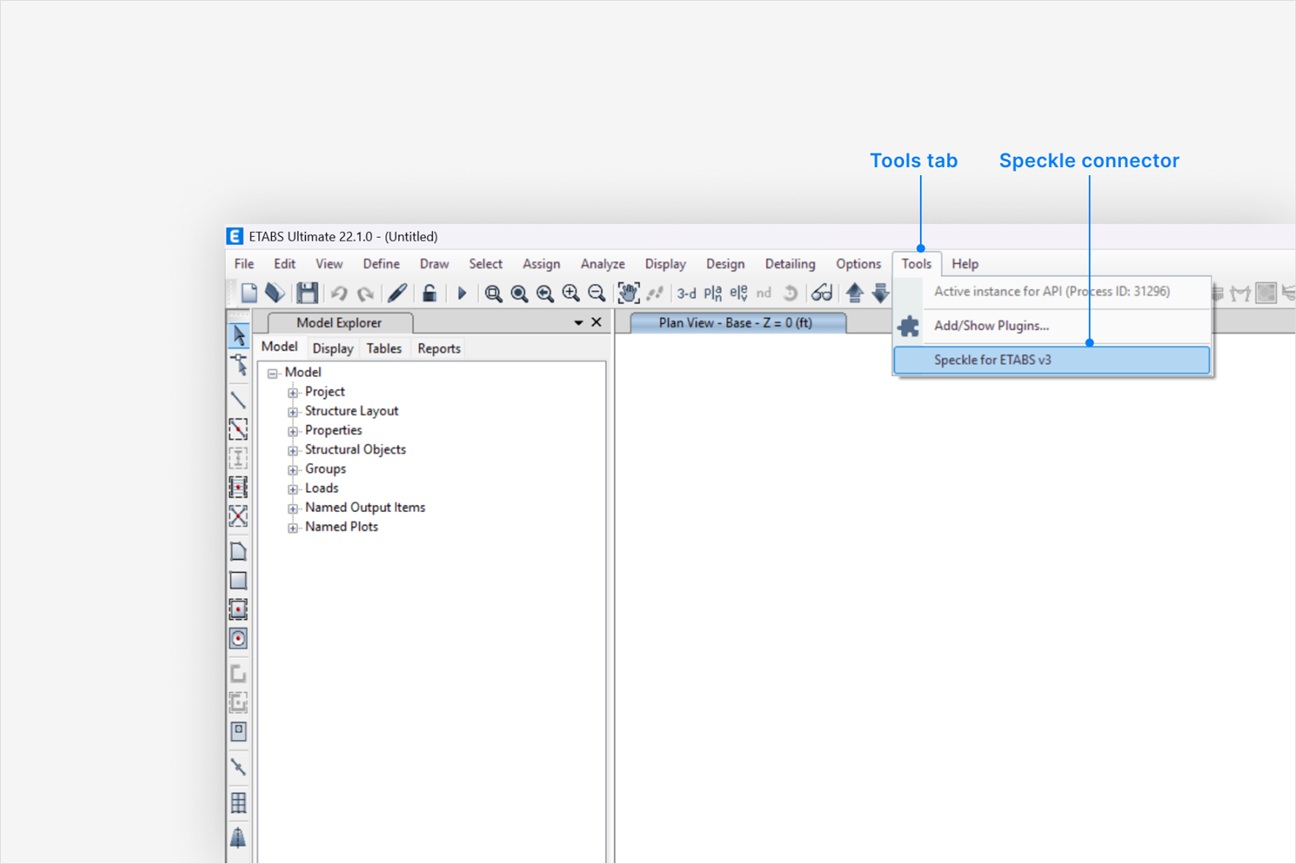 Tools tab Speckle connector
E ETABS Ultimate 22.1.0 - (Untitled)
File Edit View Define Draw Select Assign Analyze Display Design Detailing Options Tools Help
3-d pla elev nd
Active instance for API (Process ID: 31296)
Add/Show Plugins...
Speckle for ETABS v3
Model Explorer
Plan View - Base - Z = 0 (ft)
Model Display Tables Reports
Model
Project
Structure Layout
Properties
Structural Objects
Groups
Loads
Named Output Items
Named Plots